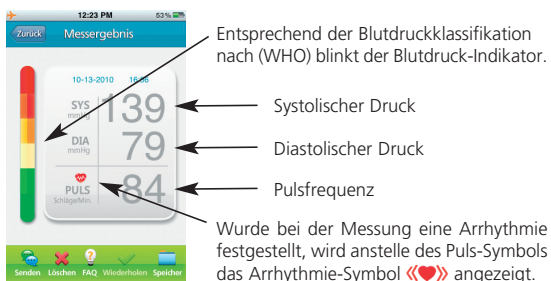 12:23 PM 53%
Zurück Messergebnis
10-13-2010 16:56
SYS mmHg 139
DIA mmHg 79
PULS Schläge/Min. 84
Senden Löschen FAQ Wiederholen Speicher
Entsprechend der Blutdruckklassifikation
nach (WHO) blinkt der Blutdruck-Indikator.
Systolischer Druck
Diastolischer Druck
Pulsfrequenz
Wurde bei der Messung eine Arrhythmie
festgestellt, wird anstelle des Puls-Symbols
das Arrhythmie-Symbol ⟪♥⟫ angezeigt.